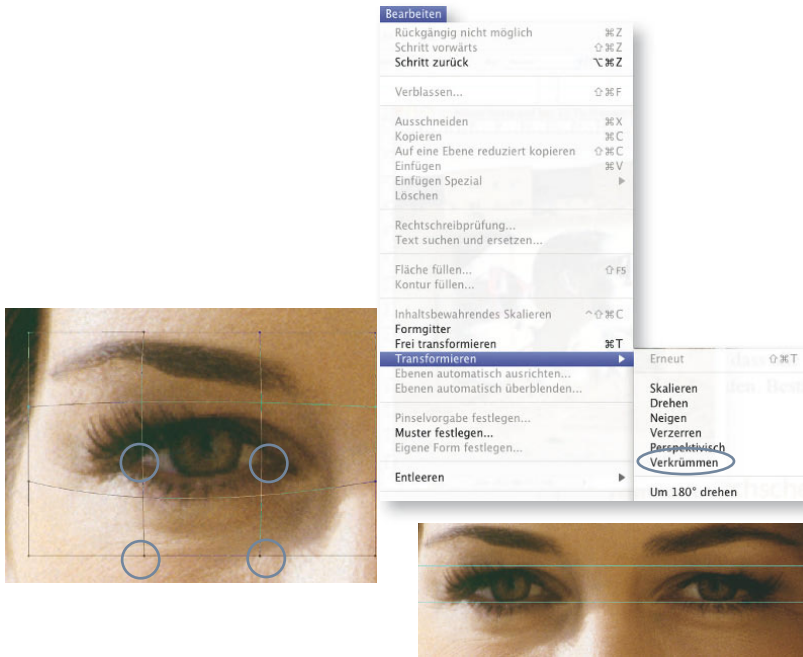 Bearbeiten
Rückgängig nicht möglich ⌘Z
Schritt vorwärts ⇧⌘Z
Schritt zurück ⌥⌘Z
Verblassen... ⇧⌘F
Ausschneiden ⌘X
Kopieren ⌘C
Auf eine Ebene reduziert kopieren ⇧⌘C
Einfügen ⌘V
Einfügen Spezial ▶
Löschen
Rechtschreibprüfung...
Text suchen und ersetzen...
Fläche füllen... ⇧F5
Kontur füllen...
Inhaltsbewahrendes Skalieren ^⇧⌘C
Formgitter
Frei transformieren ⌘T
Transformieren ▶
Ebenen automatisch ausrichten...
Ebenen automatisch überblenden...
Pinselvorgabe festlegen...
Muster festlegen...
Eigene Form festlegen...
Entleeren ▶
Erneut ⇧⌘T
Skalieren
Drehen
Neigen
Verzerren
Perspektivisch
Verkrümmen
Um 180° drehen